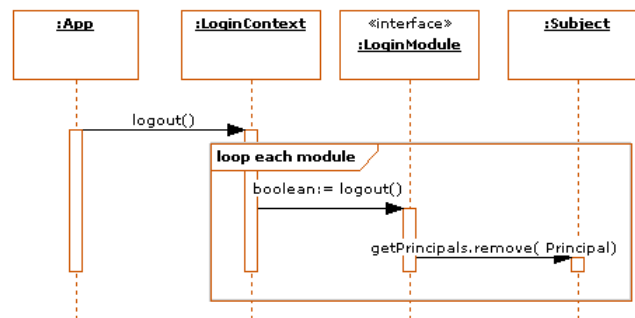 :App
:LoginContext
«interface»
:LoginModule
:Subject
logout()
loop each module
boolean:= logout()
getPrincipals.remove( Principal)